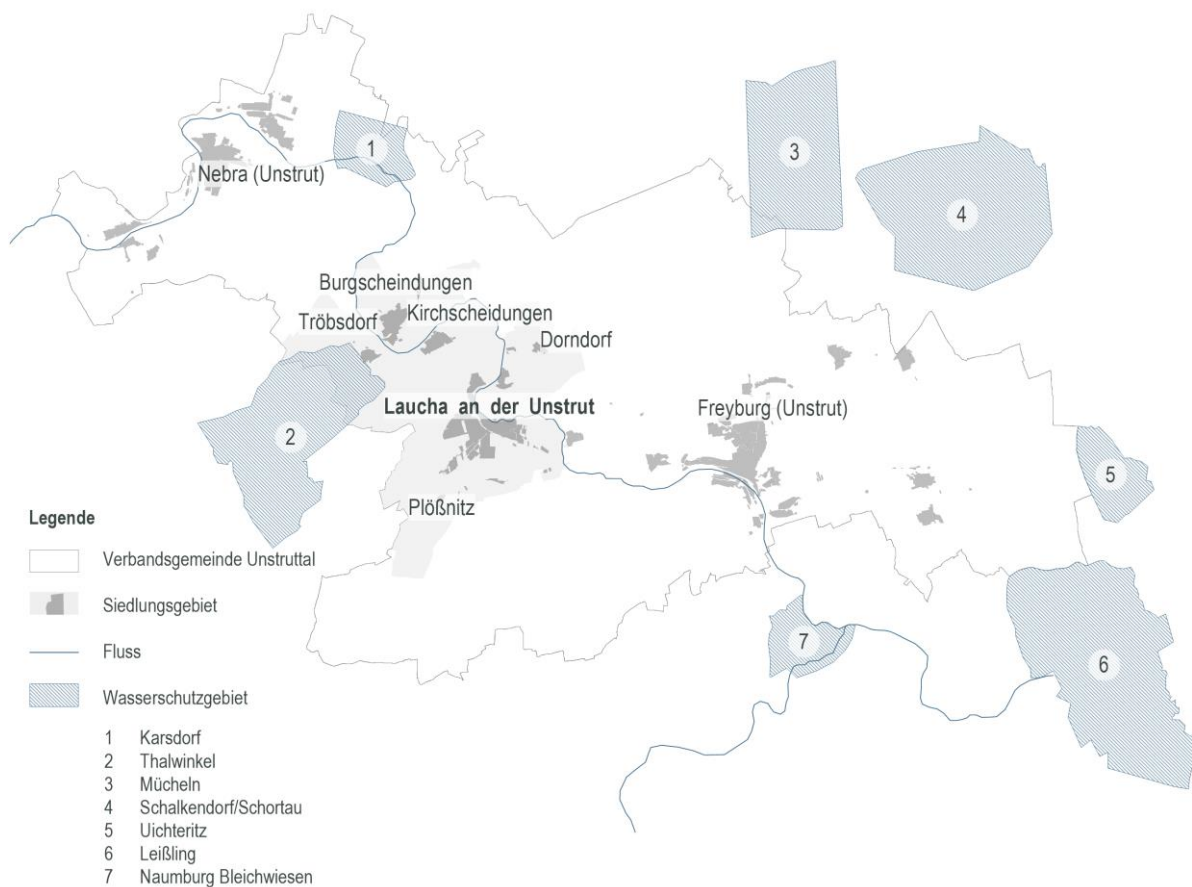 1
3
Nebra (Unstrut)
4
Burgscheindungen
Kirchscheidungen
Tröbsdorf
Dorndorf
Laucha an der Unstrut
Freyburg (Unstrut)
2
5
Plößnitz
7
6
Legende
Verbandsgemeinde Unstruttal
Siedlungsgebiet
Fluss
Wasserschutzgebiet
1 Karsdorf
2 Thalwinkel
3 Mücheln
4 Schalkendorf/Schortau
5 Uichteritz
6 Leißling
7 Naumburg Bleichwiesen